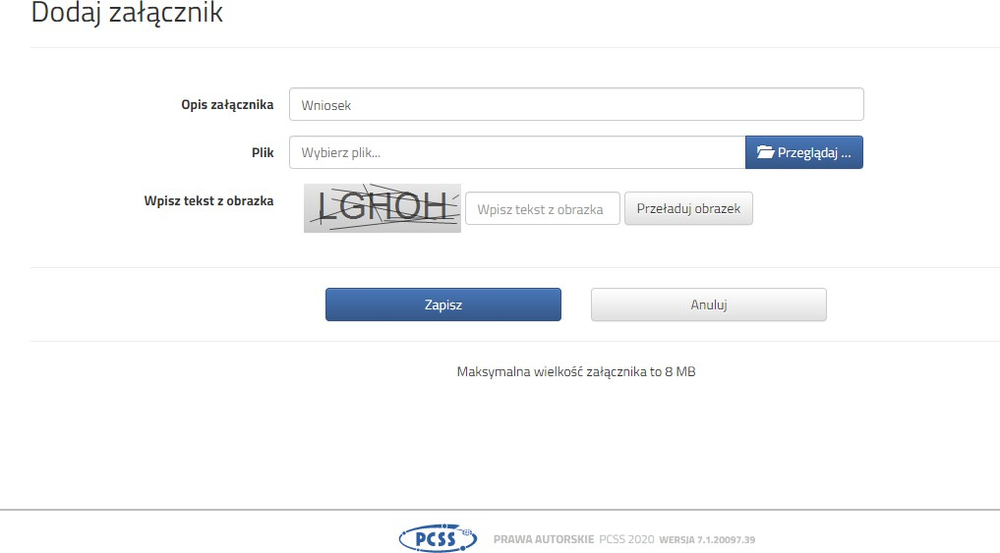 Dodaj załącznik
Opis załącznika Wniosek
Plik Wybierz plik... Przeglądaj ...
Wpisz tekst z obrazka LGHOH Wpisz tekst z obrazka Przeładuj obrazek
Zapisz Anuluj
Maksymalna wielkość załącznika to 8 MB
PCSS PRAWA AUTORSKIE PCSS 2020 WERSJA 7.1.20097.39